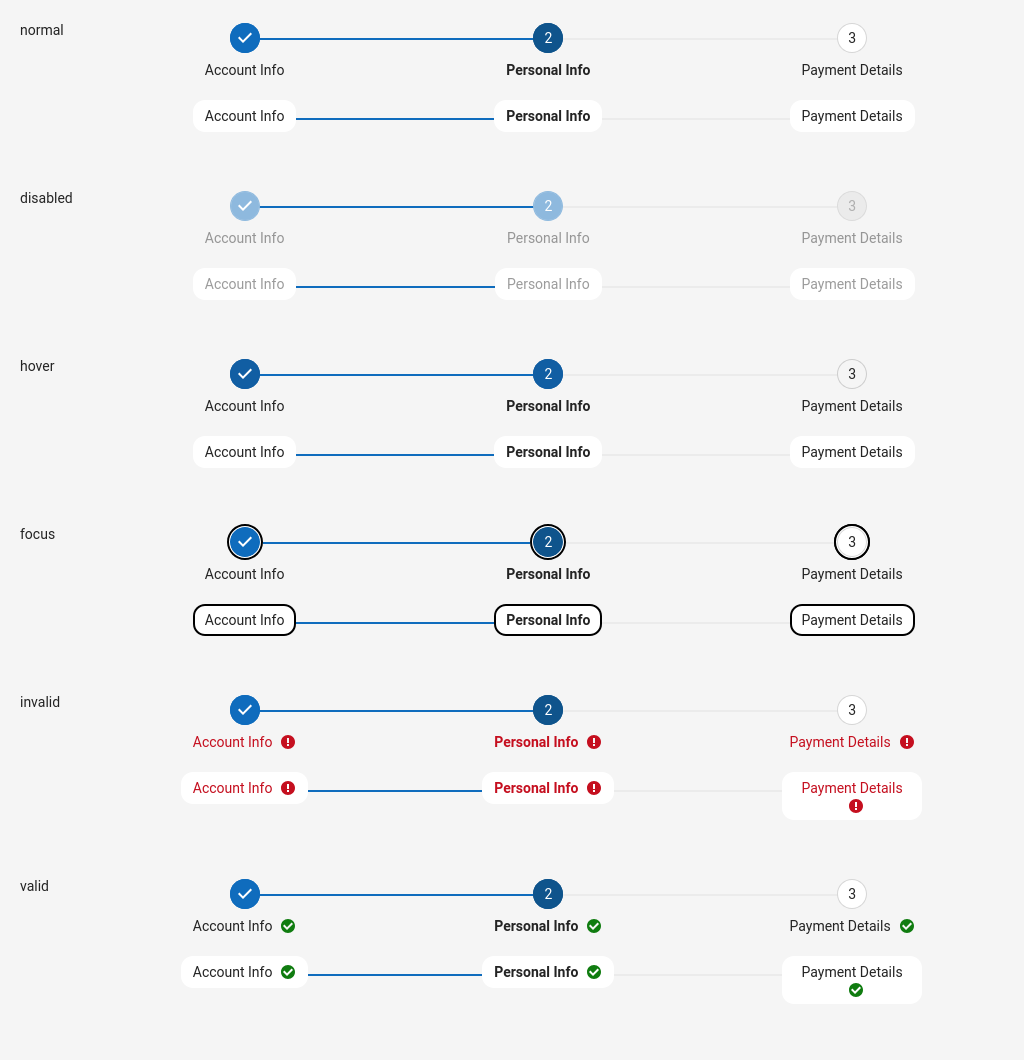 normal
2
3
Account Info
Personal Info
Payment Details
Account Info
Personal Info
Payment Details
disabled
2
3
Account Info
Personal Info
Payment Details
Account Info
Personal Info
Payment Details
hover
2
3
Account Info
Personal Info
Payment Details
Account Info
Personal Info
Payment Details
focus
2
3
Account Info
Personal Info
Payment Details
Account Info
Personal Info
Payment Details
invalid
2
3
Account Info
Personal Info
Payment Details
Account Info
Personal Info
Payment Details
valid
2
3
Account Info
Personal Info
Payment Details
Account Info
Personal Info
Payment Details